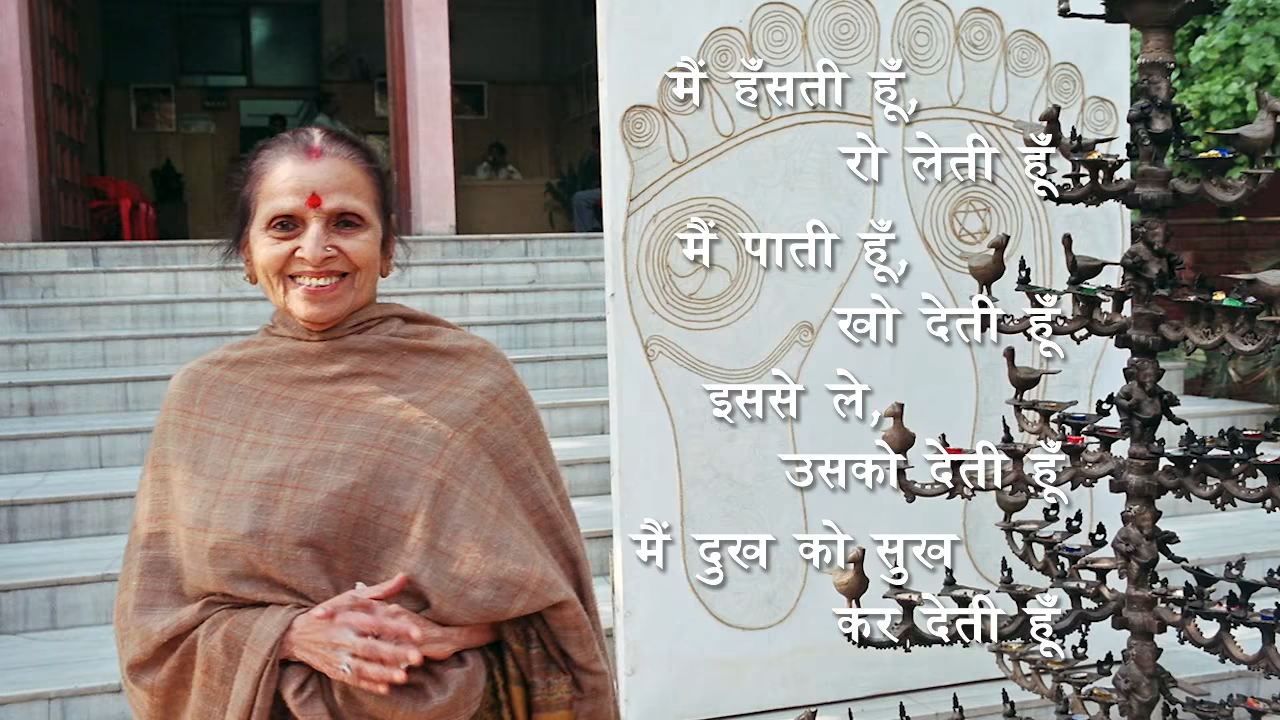 मैं हँसती हूँ,
रो लेती हूँ
मैं पाती हूँ,
खो देती हूँ
इससे ले,
उसको देती हूँ
मैं दुख को सुख
कर देती हूँ